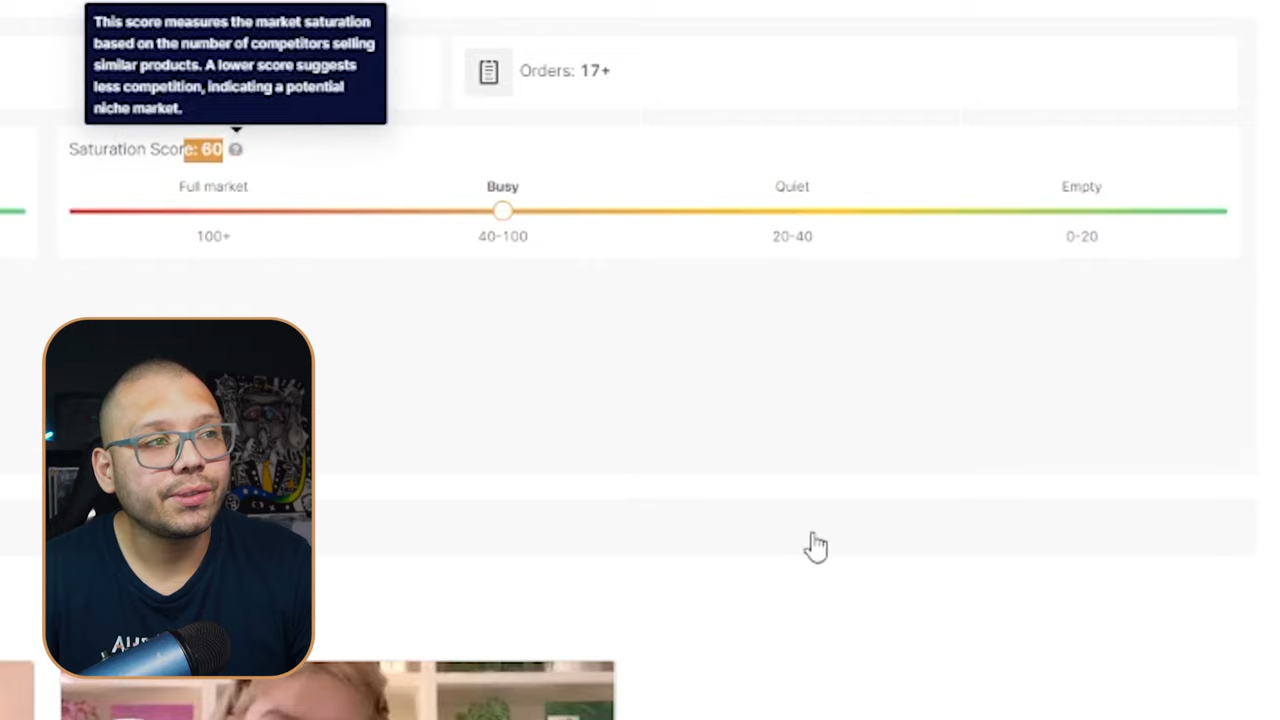 This score measures the market saturation
based on the number of competitors selling
similar products. A lower score suggests
less competition, indicating a potential
niche market.
Orders: 17+
Saturation Score: 60 ?
Full market Busy Quiet Empty
100+ 40-100 20-40 0-20